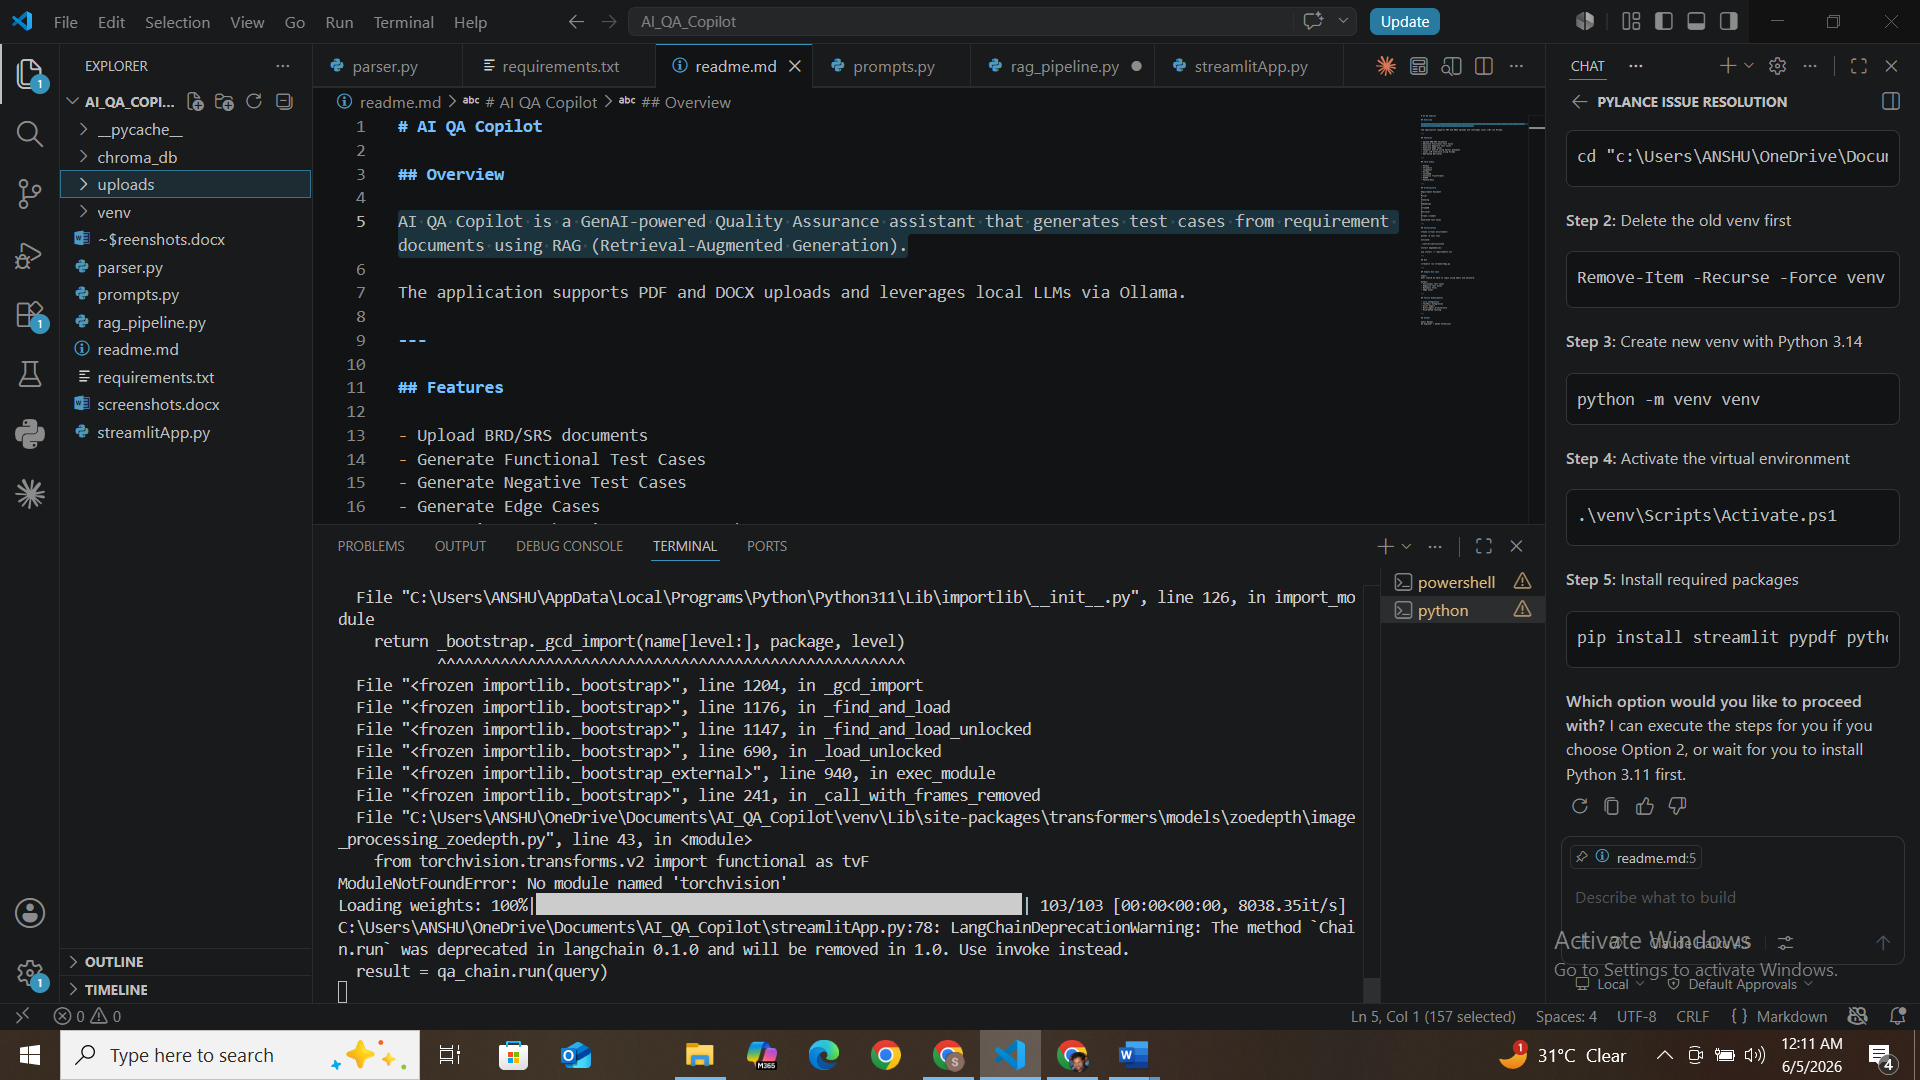 File Edit Selection View Go Run Terminal Help
AI_QA_Copilot
Update
EXPLORER
AI_QA_COPI...
__pycache__
chroma_db
uploads
venv
~$reenshots.docx
parser.py
prompts.py
rag_pipeline.py
readme.md
requirements.txt
screenshots.docx
streamlitApp.py
OUTLINE
TIMELINE
parser.py requirements.txt readme.md prompts.py rag_pipeline.py streamlitApp.py
readme.md > abc # AI QA Copilot > abc ## Overview
1 # AI QA Copilot
2
3 ## Overview
4
5 AI QA Copilot is a GenAI-powered Quality Assurance assistant that generates test cases from requirement
documents using RAG (Retrieval-Augmented Generation).
6
7 The application supports PDF and DOCX uploads and leverages local LLMs via Ollama.
8
9 ---
10
11 ## Features
12
13 - Upload BRD/SRS documents
14 - Generate Functional Test Cases
15 - Generate Negative Test Cases
16 - Generate Edge Cases
PROBLEMS OUTPUT DEBUG CONSOLE TERMINAL PORTS
File "C:\Users\ANSHU\AppData\Local\Programs\Python\Python311\Lib\importlib\__init__.py", line 126, in import_mo
dule
return _bootstrap._gcd_import(name[level:], package, level)
^^^^^^^^^^^^^^^^^^^^^^^^^^^^^^^^^^^^^^^^^^^^^^^^^^^^
File "<frozen importlib._bootstrap>", line 1204, in _gcd_import
File "<frozen importlib._bootstrap>", line 1176, in _find_and_load
File "<frozen importlib._bootstrap>", line 1147, in _find_and_load_unlocked
File "<frozen importlib._bootstrap>", line 690, in _load_unlocked
File "<frozen importlib._bootstrap_external>", line 940, in exec_module
File "<frozen importlib._bootstrap>", line 241, in _call_with_frames_removed
File "C:\Users\ANSHU\OneDrive\Documents\AI_QA_Copilot\venv\Lib\site-packages\transformers\models\zoedepth\image
_processing_zoedepth.py", line 43, in <module>
from torchvision.transforms.v2 import functional as tvF
ModuleNotFoundError: No module named 'torchvision'
Loading weights: 100%| | 103/103 [00:00<00:00, 8038.35it/s]
C:\Users\ANSHU\OneDrive\Documents\AI_QA_Copilot\streamlitApp.py:78: LangChainDeprecationWarning: The method `Chai
n.run` was deprecated in langchain 0.1.0 and will be removed in 1.0. Use invoke instead.
result = qa_chain.run(query)
powershell
python
CHAT
PYLANCE ISSUE RESOLUTION
cd "c:\Users\ANSHU\OneDrive\Docu
Step 2: Delete the old venv first
Remove-Item -Recurse -Force venv
Step 3: Create new venv with Python 3.14
python -m venv venv
Step 4: Activate the virtual environment
.\venv\Scripts\Activate.ps1
Step 5: Install required packages
pip install streamlit pypdf pytho
Which option would you like to proceed
with? I can execute the steps for you if you
choose Option 2, or wait for you to install
Python 3.11 first.
readme.md:5
Describe what to build
Activate Windows
Go to Settings to activate Windows.
Local Default Approvals
0 0
Ln 5, Col 1 (157 selected) Spaces: 4 UTF-8 CRLF {} Markdown
Type here to search
31°C Clear
12:11 AM
6/5/2026